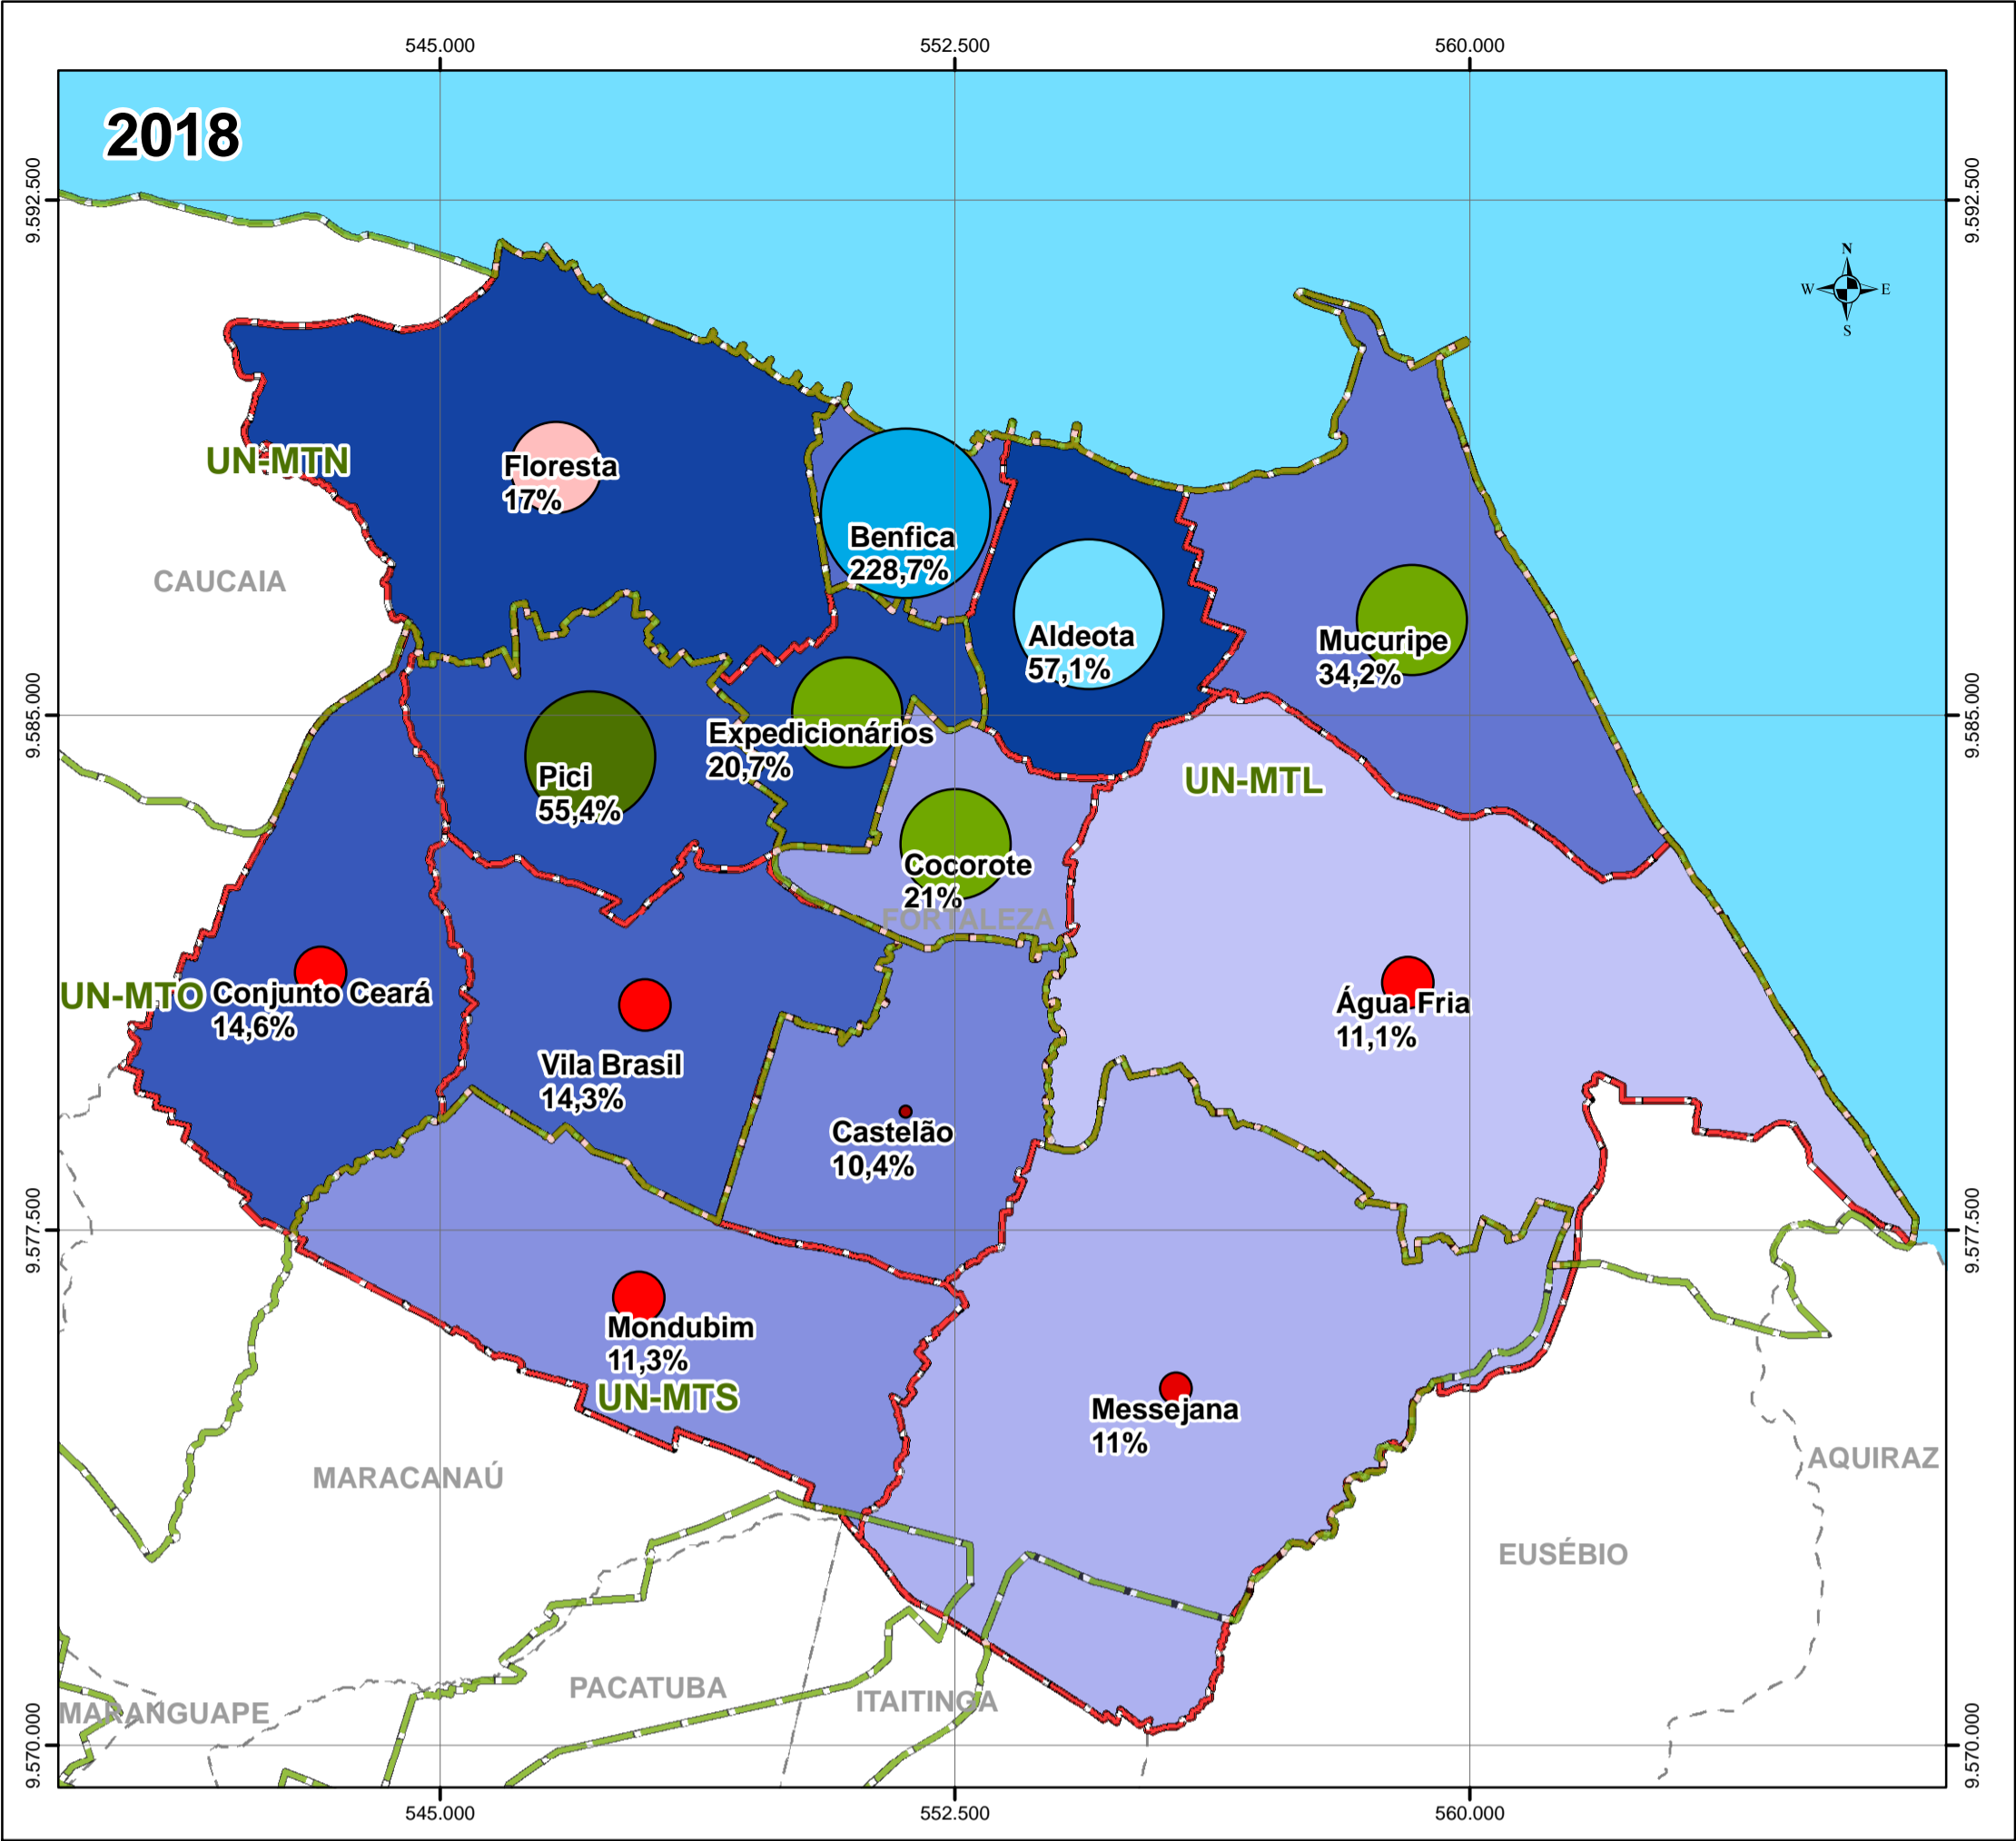 545.000
552.500
560.000
2018
9.592.500
9.592.500
N
W
E
S
UN-MTN
Floresta
17%
Benfica
228,7%
CAUCAIA
Aldeota
57,1%
Mucuripe
34,2%
9.585.000
9.585.000
Expedicionários
20,7%
Pici
55,4%
UN-MTL
Cocorote
21%
FORTALEZA
UN-MTO
Conjunto Ceará
14,6%
Água Fria
11,1%
Vila Brasil
14,3%
Castelão
10,4%
9.577.500
9.577.500
Mondubim
11,3%
UN-MTS
Messejana
11%
MARACANAÚ
AQUIRAZ
EUSÉBIO
PACATUBA
ITAITINGA
MARANGUAPE
9.570.000
9.570.000
545.000
552.500
560.000